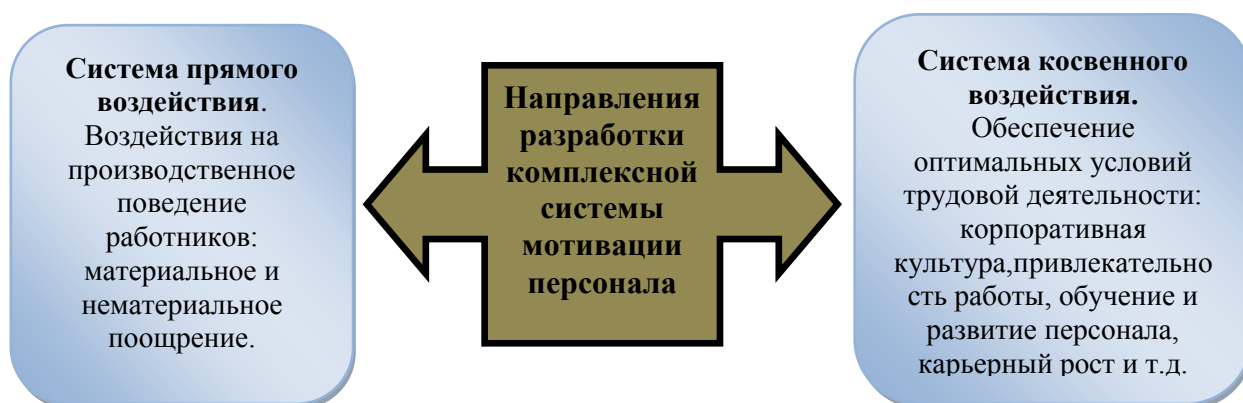 Система прямого
воздействия.
Воздействия на
производственное
поведение
работников:
материальное и
нематериальное
поощрение.
Направления
разработки
комплексной
системы
мотивации
персонала
Система косвенного
воздействия.
Обеспечение
оптимальных условий
трудовой деятельности:
корпоративная
культура,привлекательно
сть работы, обучение и
развитие персонала,
карьерный рост и т.д.